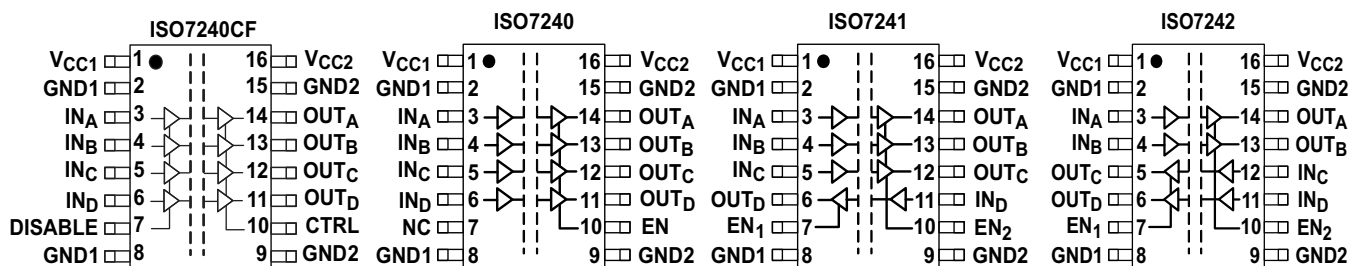 ISO7240CF ISO7240 ISO7241 ISO7242
VCC1 1 16 VCC2 VCC1 1 16 VCC2 VCC1 1 16 VCC2 VCC1 1 16 VCC2
GND1 2 15 GND2 GND1 2 15 GND2 GND1 2 15 GND2 GND1 2 15 GND2
INA 3 14 OUTA INA 3 14 OUTA INA 3 14 OUTA INA 3 14 OUTA
INB 4 13 OUTB INB 4 13 OUTB INB 4 13 OUTB INB 4 13 OUTB
INC 5 12 OUTC INC 5 12 OUTC INC 5 12 OUTC OUTC 5 12 INC
IND 6 11 OUTD IND 6 11 OUTD OUTD 6 11 IND OUTD 6 11 IND
DISABLE 7 10 CTRL NC 7 10 EN EN1 7 10 EN2 EN1 7 10 EN2
GND1 8 9 GND2 GND1 8 9 GND2 GND1 8 9 GND2 GND1 8 9 GND2